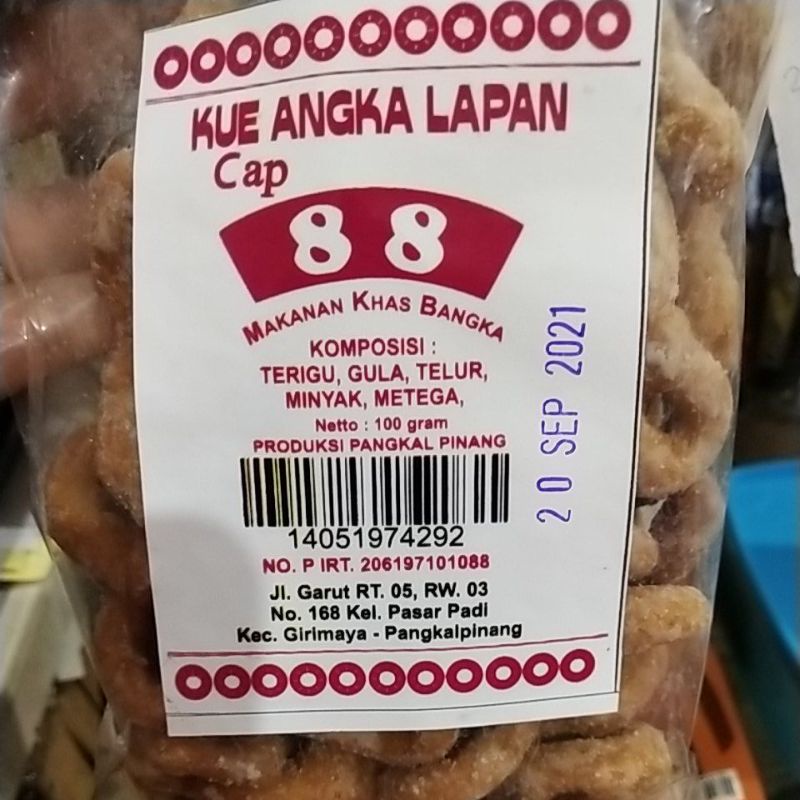 KUE ANGKA LAPAN
Cap
88
MAKANAN KHAS BANGKA
KOMPOSISI :
TERIGU, GULA, TELUR,
MINYAK, METEGA,
Netto : 100 gram
PRODUKSI PANGKAL PINANG
14051974292
NO. P IRT. 206197101088
Jl. Garut RT. 05, RW. 03
No. 168 Kel. Pasar Padi
Kec. Girimaya - Pangkalpinang
20 SEP 2021